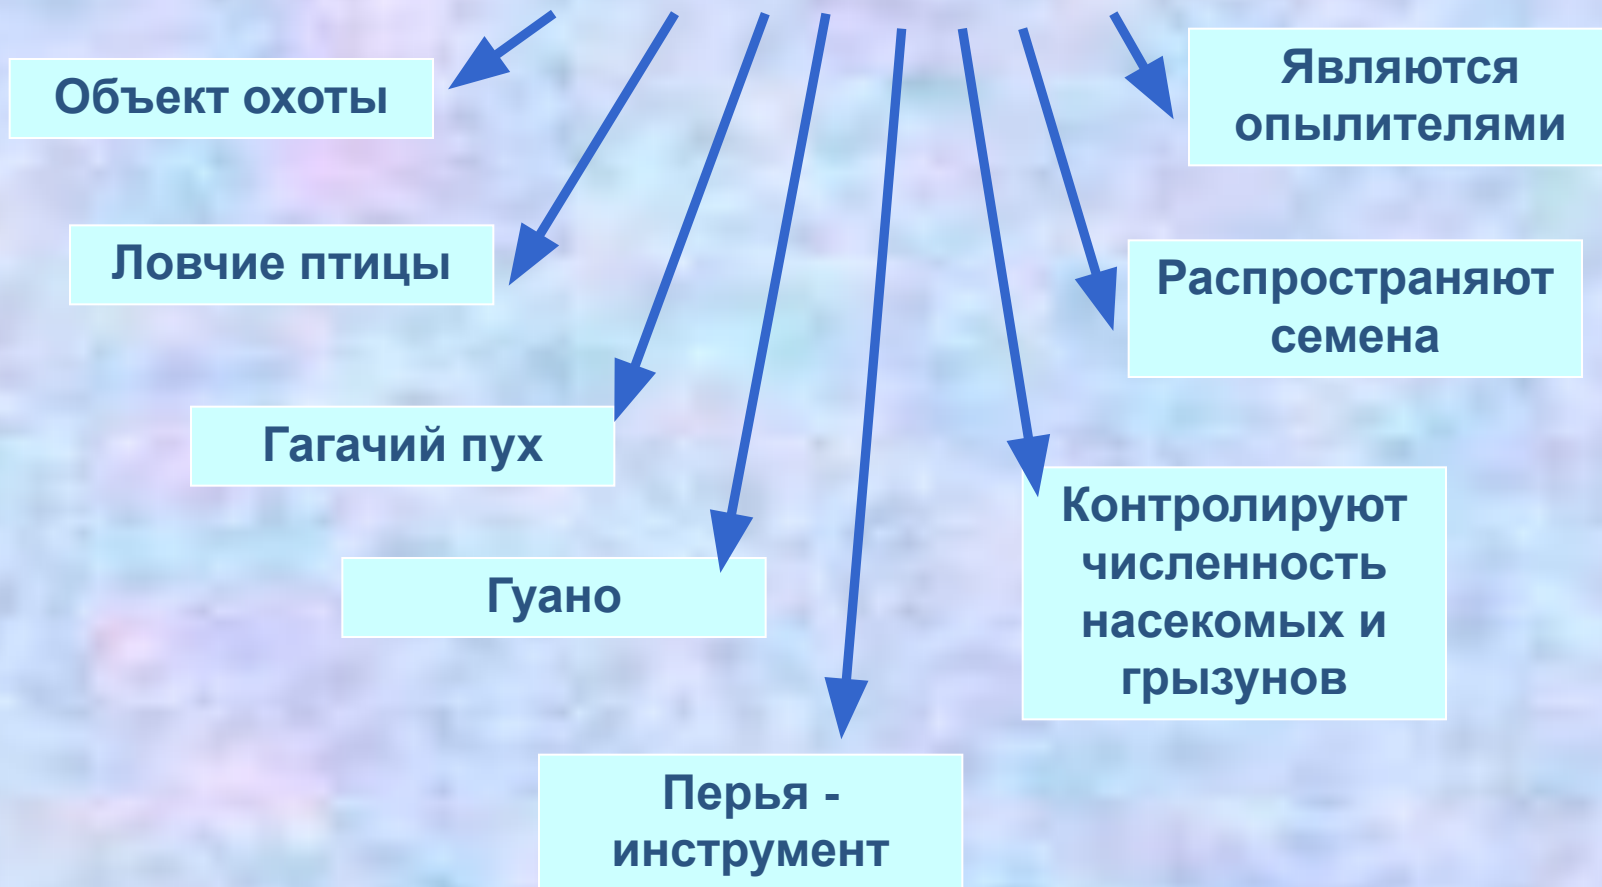 Объект охоты
Являются
опылителями
Ловчие птицы
Распространяют
семена
Гагачий пух
Контролируют
численность
насекомых и
грызунов
Гуано
Перья -
инструмент